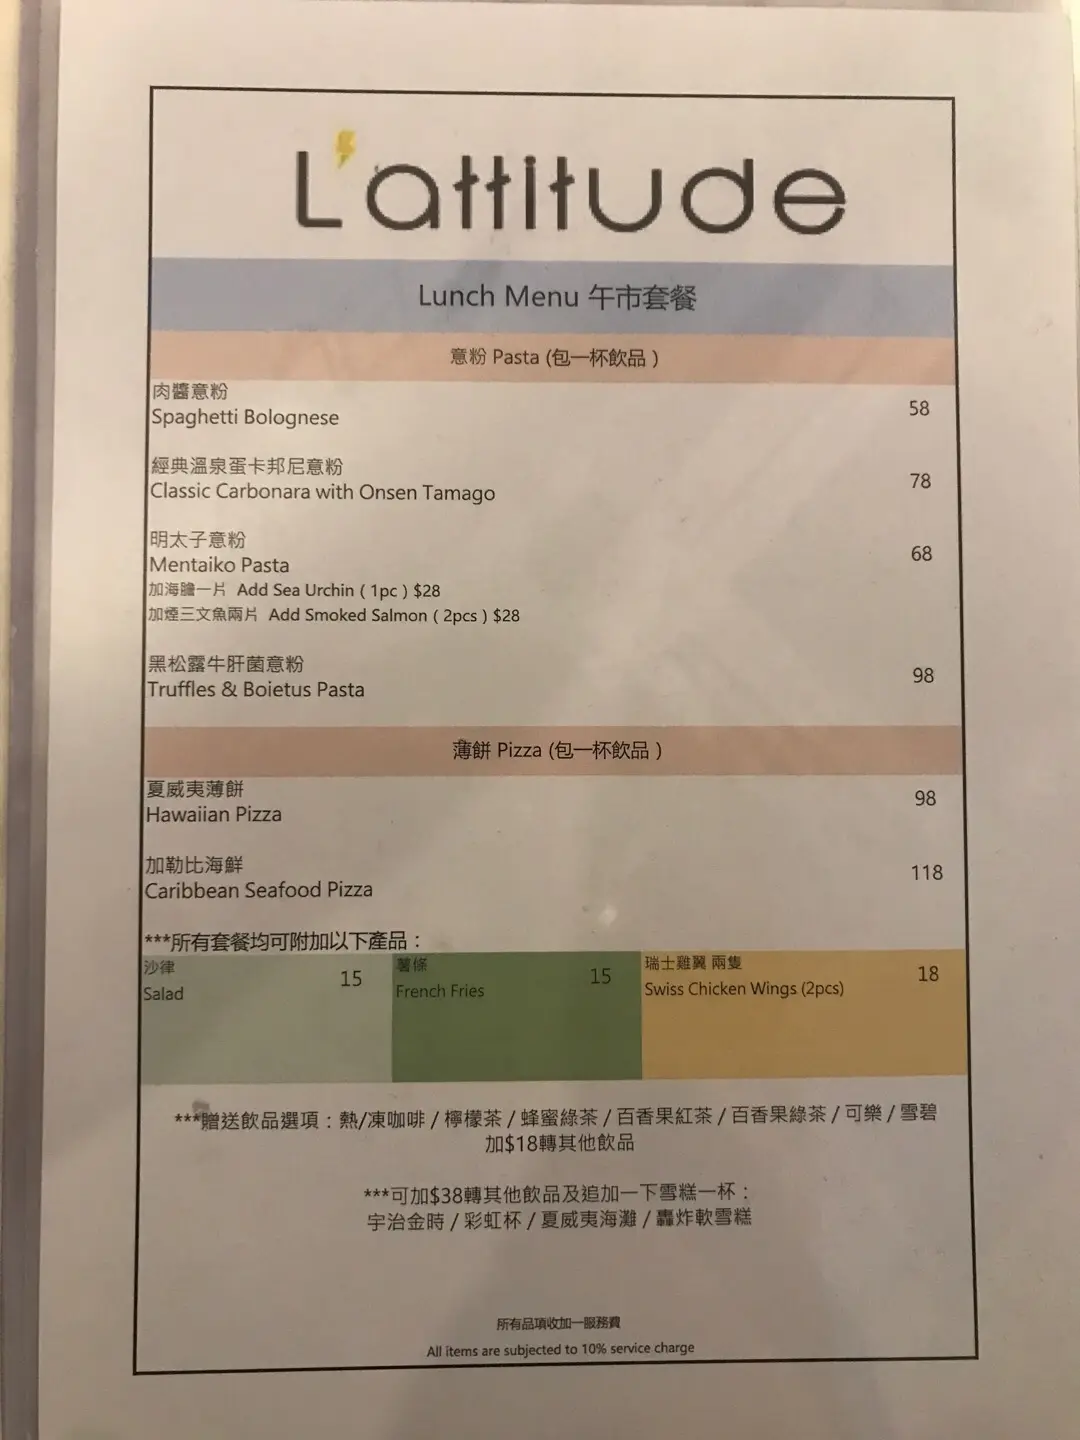 L'attitude
Lunch Menu 午市套餐
意粉 Pasta (包一杯飲品 )
肉醬意粉
Spaghetti Bolognese
58
經典溫泉蛋卡邦尼意粉
Classic Carbonara with Onsen Tamago
78
明太子意粉
Mentaiko Pasta
68
加海膽一片 Add Sea Urchin ( 1pc ) $28
加煙三文魚兩片 Add Smoked Salmon ( 2pcs ) $28
黑松露牛肝菌意粉
Truffles & Boietus Pasta
98
薄餅 Pizza (包一杯飲品 )
夏威夷薄餅
Hawaiian Pizza
98
加勒比海鮮
Caribbean Seafood Pizza
118
***所有套餐均可附加以下產品：
沙律
Salad
15
薯條
French Fries
15
瑞士雞翼 兩隻
Swiss Chicken Wings (2pcs)
18
***贈送飲品選項：熱/凍咖啡 / 檸檬茶 / 蜂蜜綠茶 / 百香果紅茶 / 百香果綠茶 / 可樂 / 雪碧
加$18轉其他飲品
***可加$38轉其他飲品及追加一下雪糕一杯：
宇治金時 / 彩虹杯 / 夏威夷海灘 / 轟炸軟雪糕
所有品項收加一服務費
All items are subjected to 10% service charge